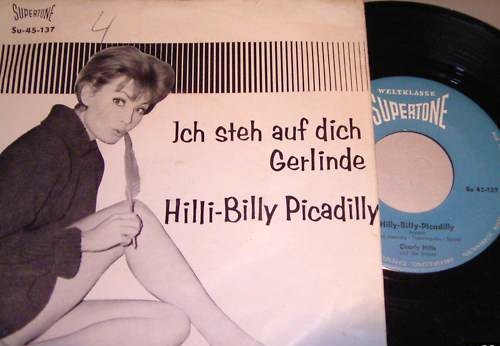 SUPERTONE
Su-45-137
4
Ich steh auf dich
Gerlinde
Hilli-Billy Picadilly
WELTKLASSE
SUPERTONE
Su 45-137
Hilly-Billy-Picadilly
Charly Hills